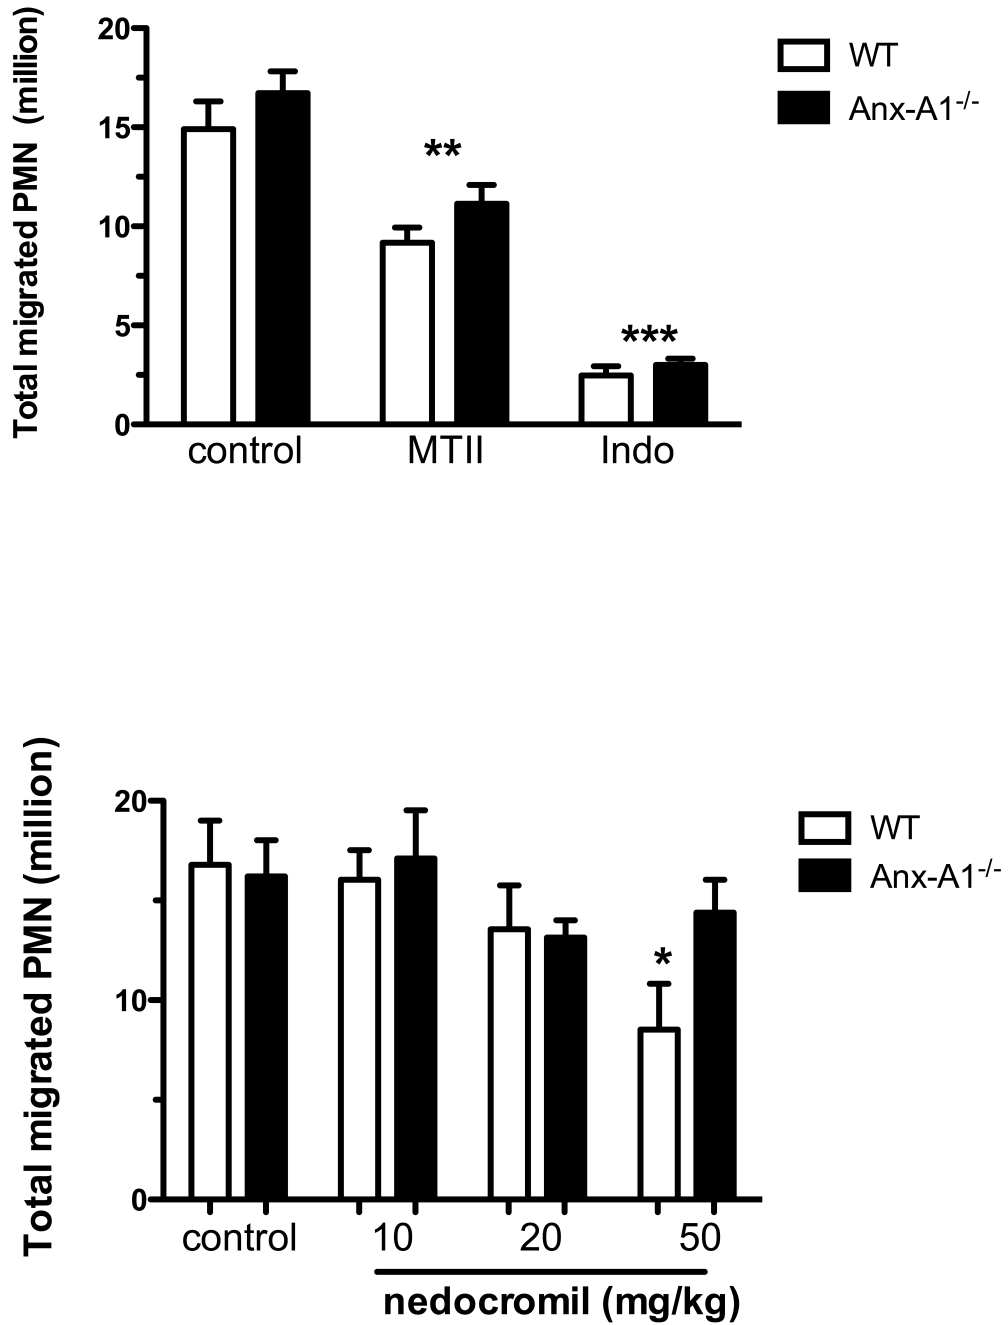 Total migrated PMN (million)
20
15
10
5
0
**
***
control MTII Indo
WT
Anx-A1-/-
Total migrated PMN (million)
20
10
0
*
control 10 20 50
nedocromil (mg/kg)
WT
Anx-A1-/-